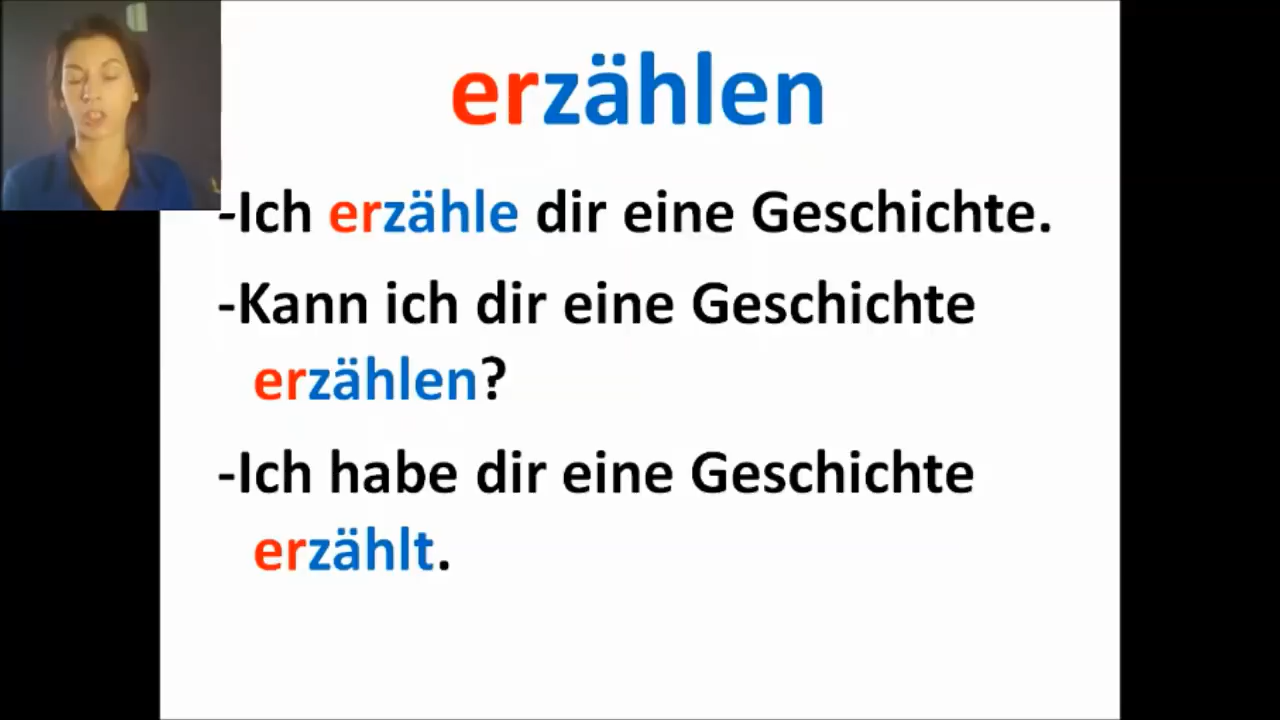 erzählen
-Ich erzähle dir eine Geschichte.
-Kann ich dir eine Geschichte
erzählen?
-Ich habe dir eine Geschichte
erzählt.